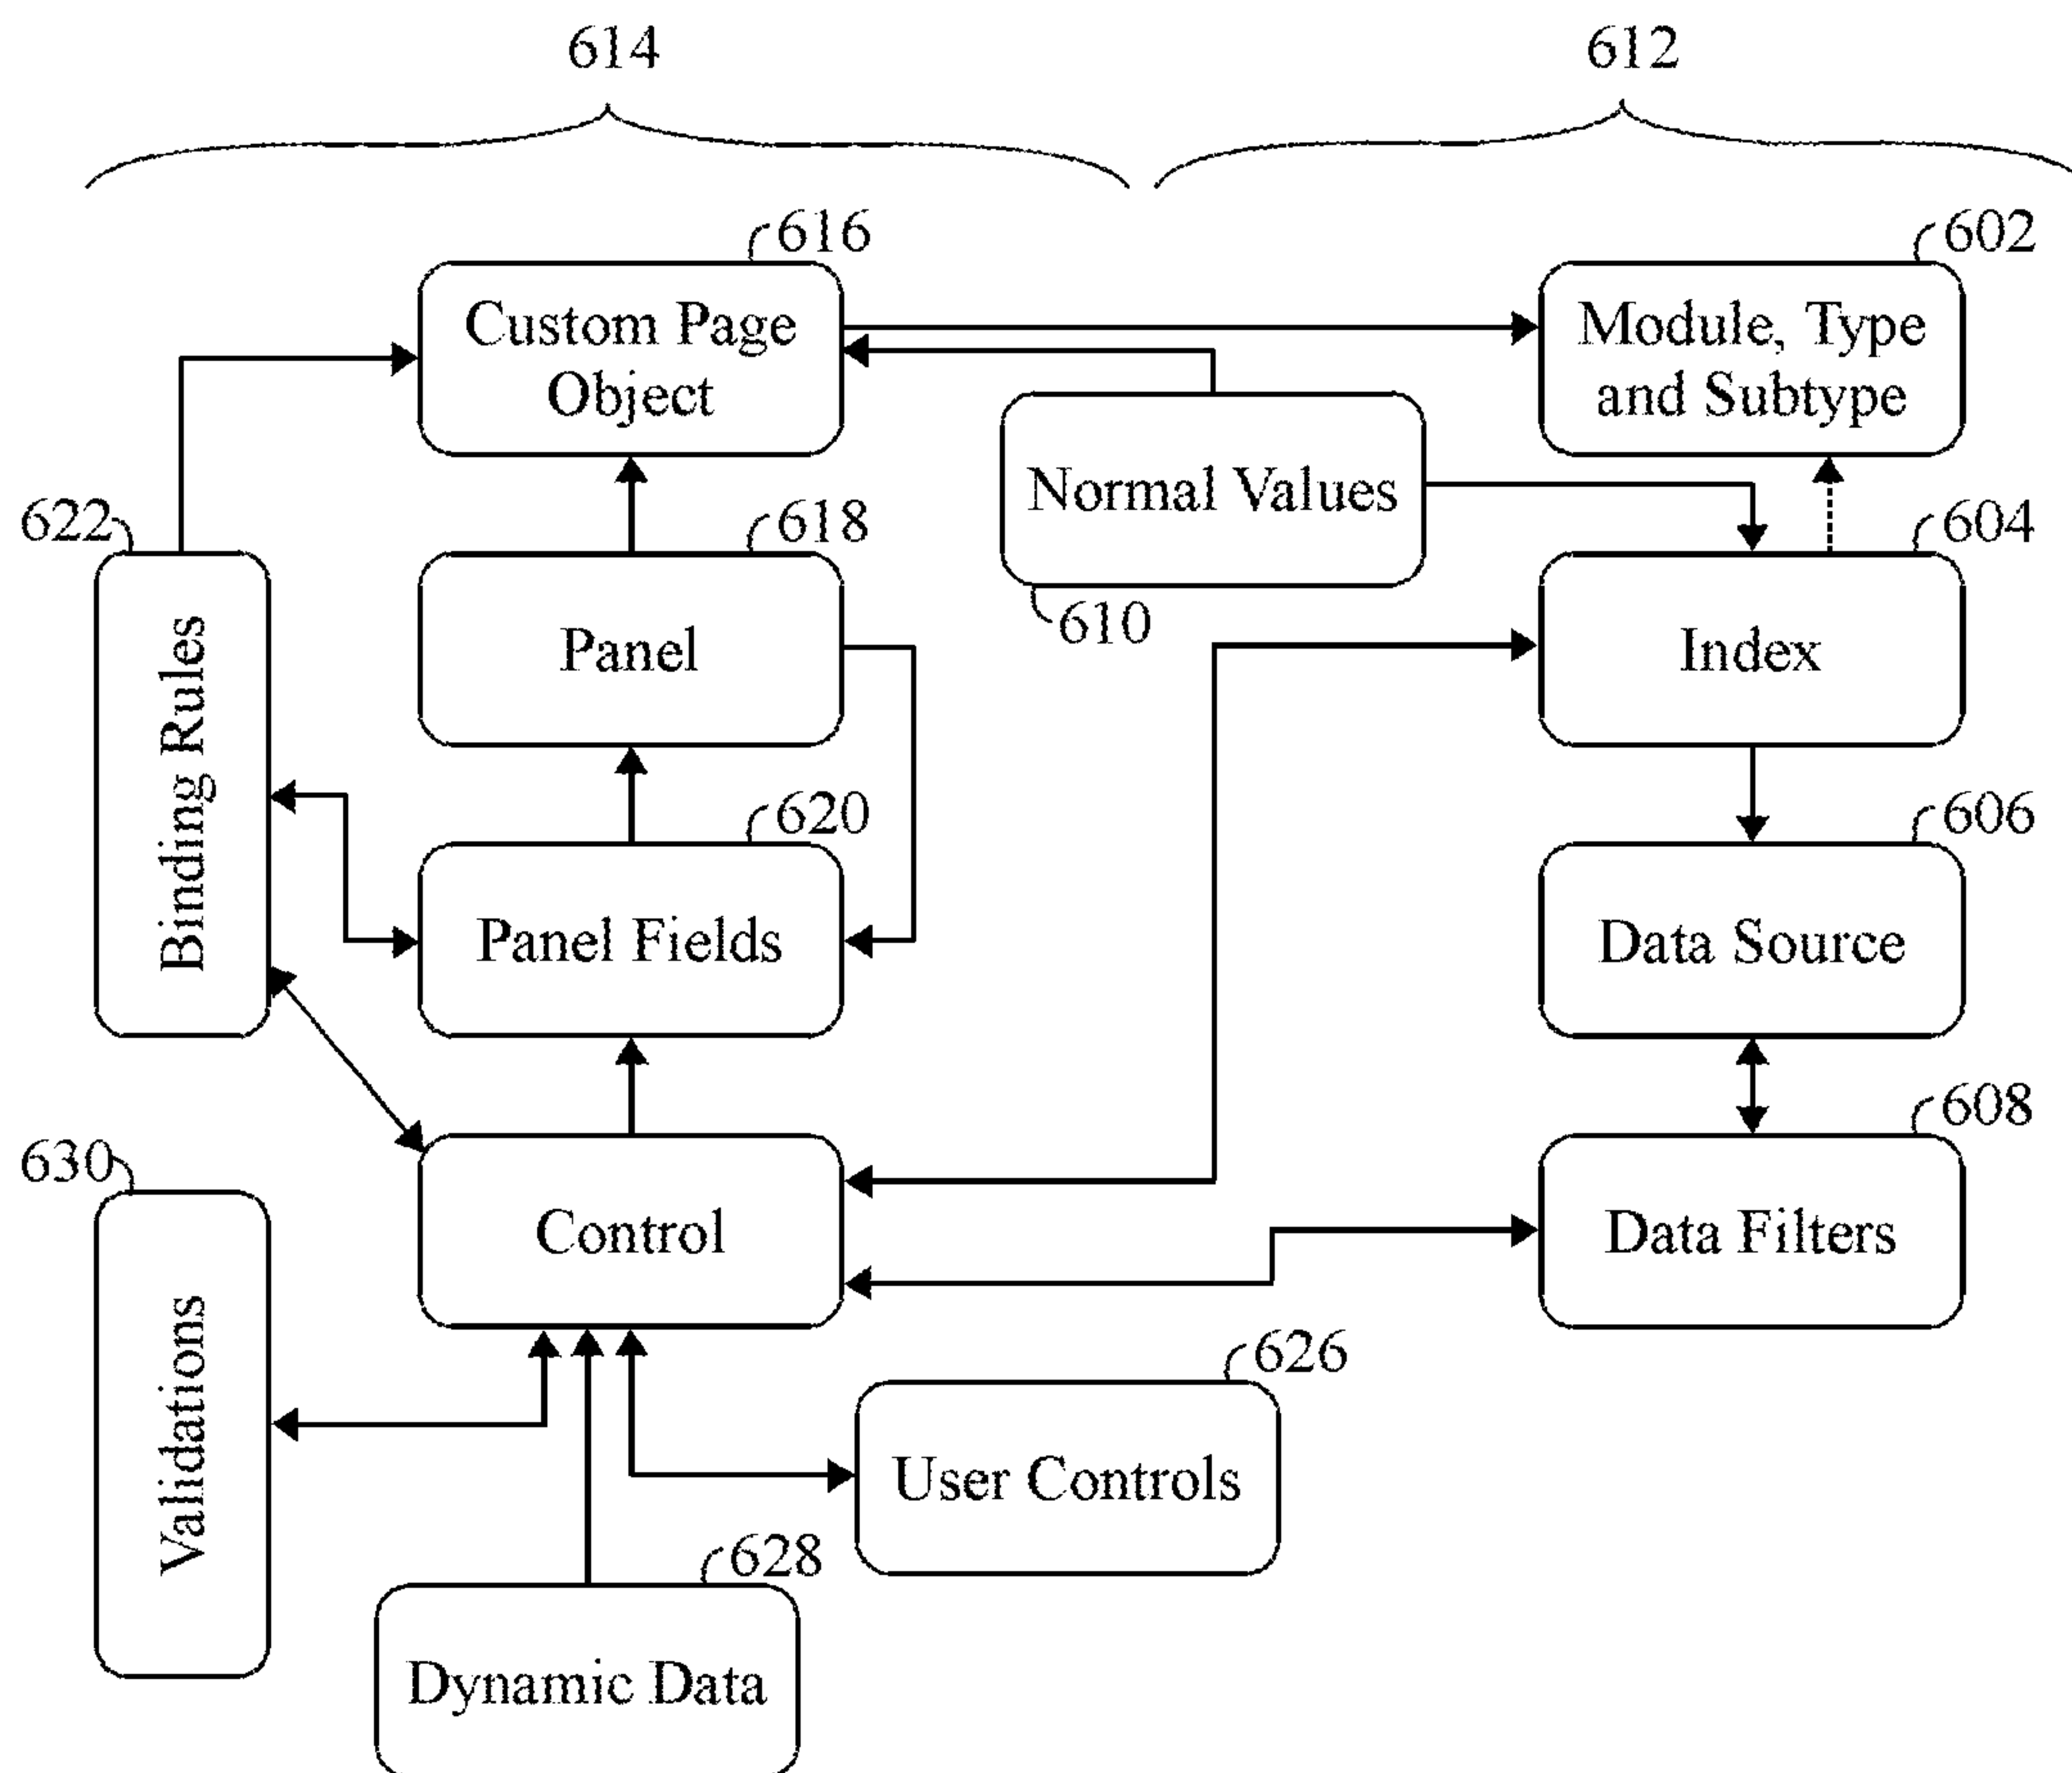 614
612
616
602
Custom Page
Object
Module, Type
and Subtype
Normal Values
622
618
604
610
Binding Rules
Panel
Index
620
606
Panel Fields
Data Source
608
630
Control
Data Filters
626
Validations
User Controls
628
Dynamic Data